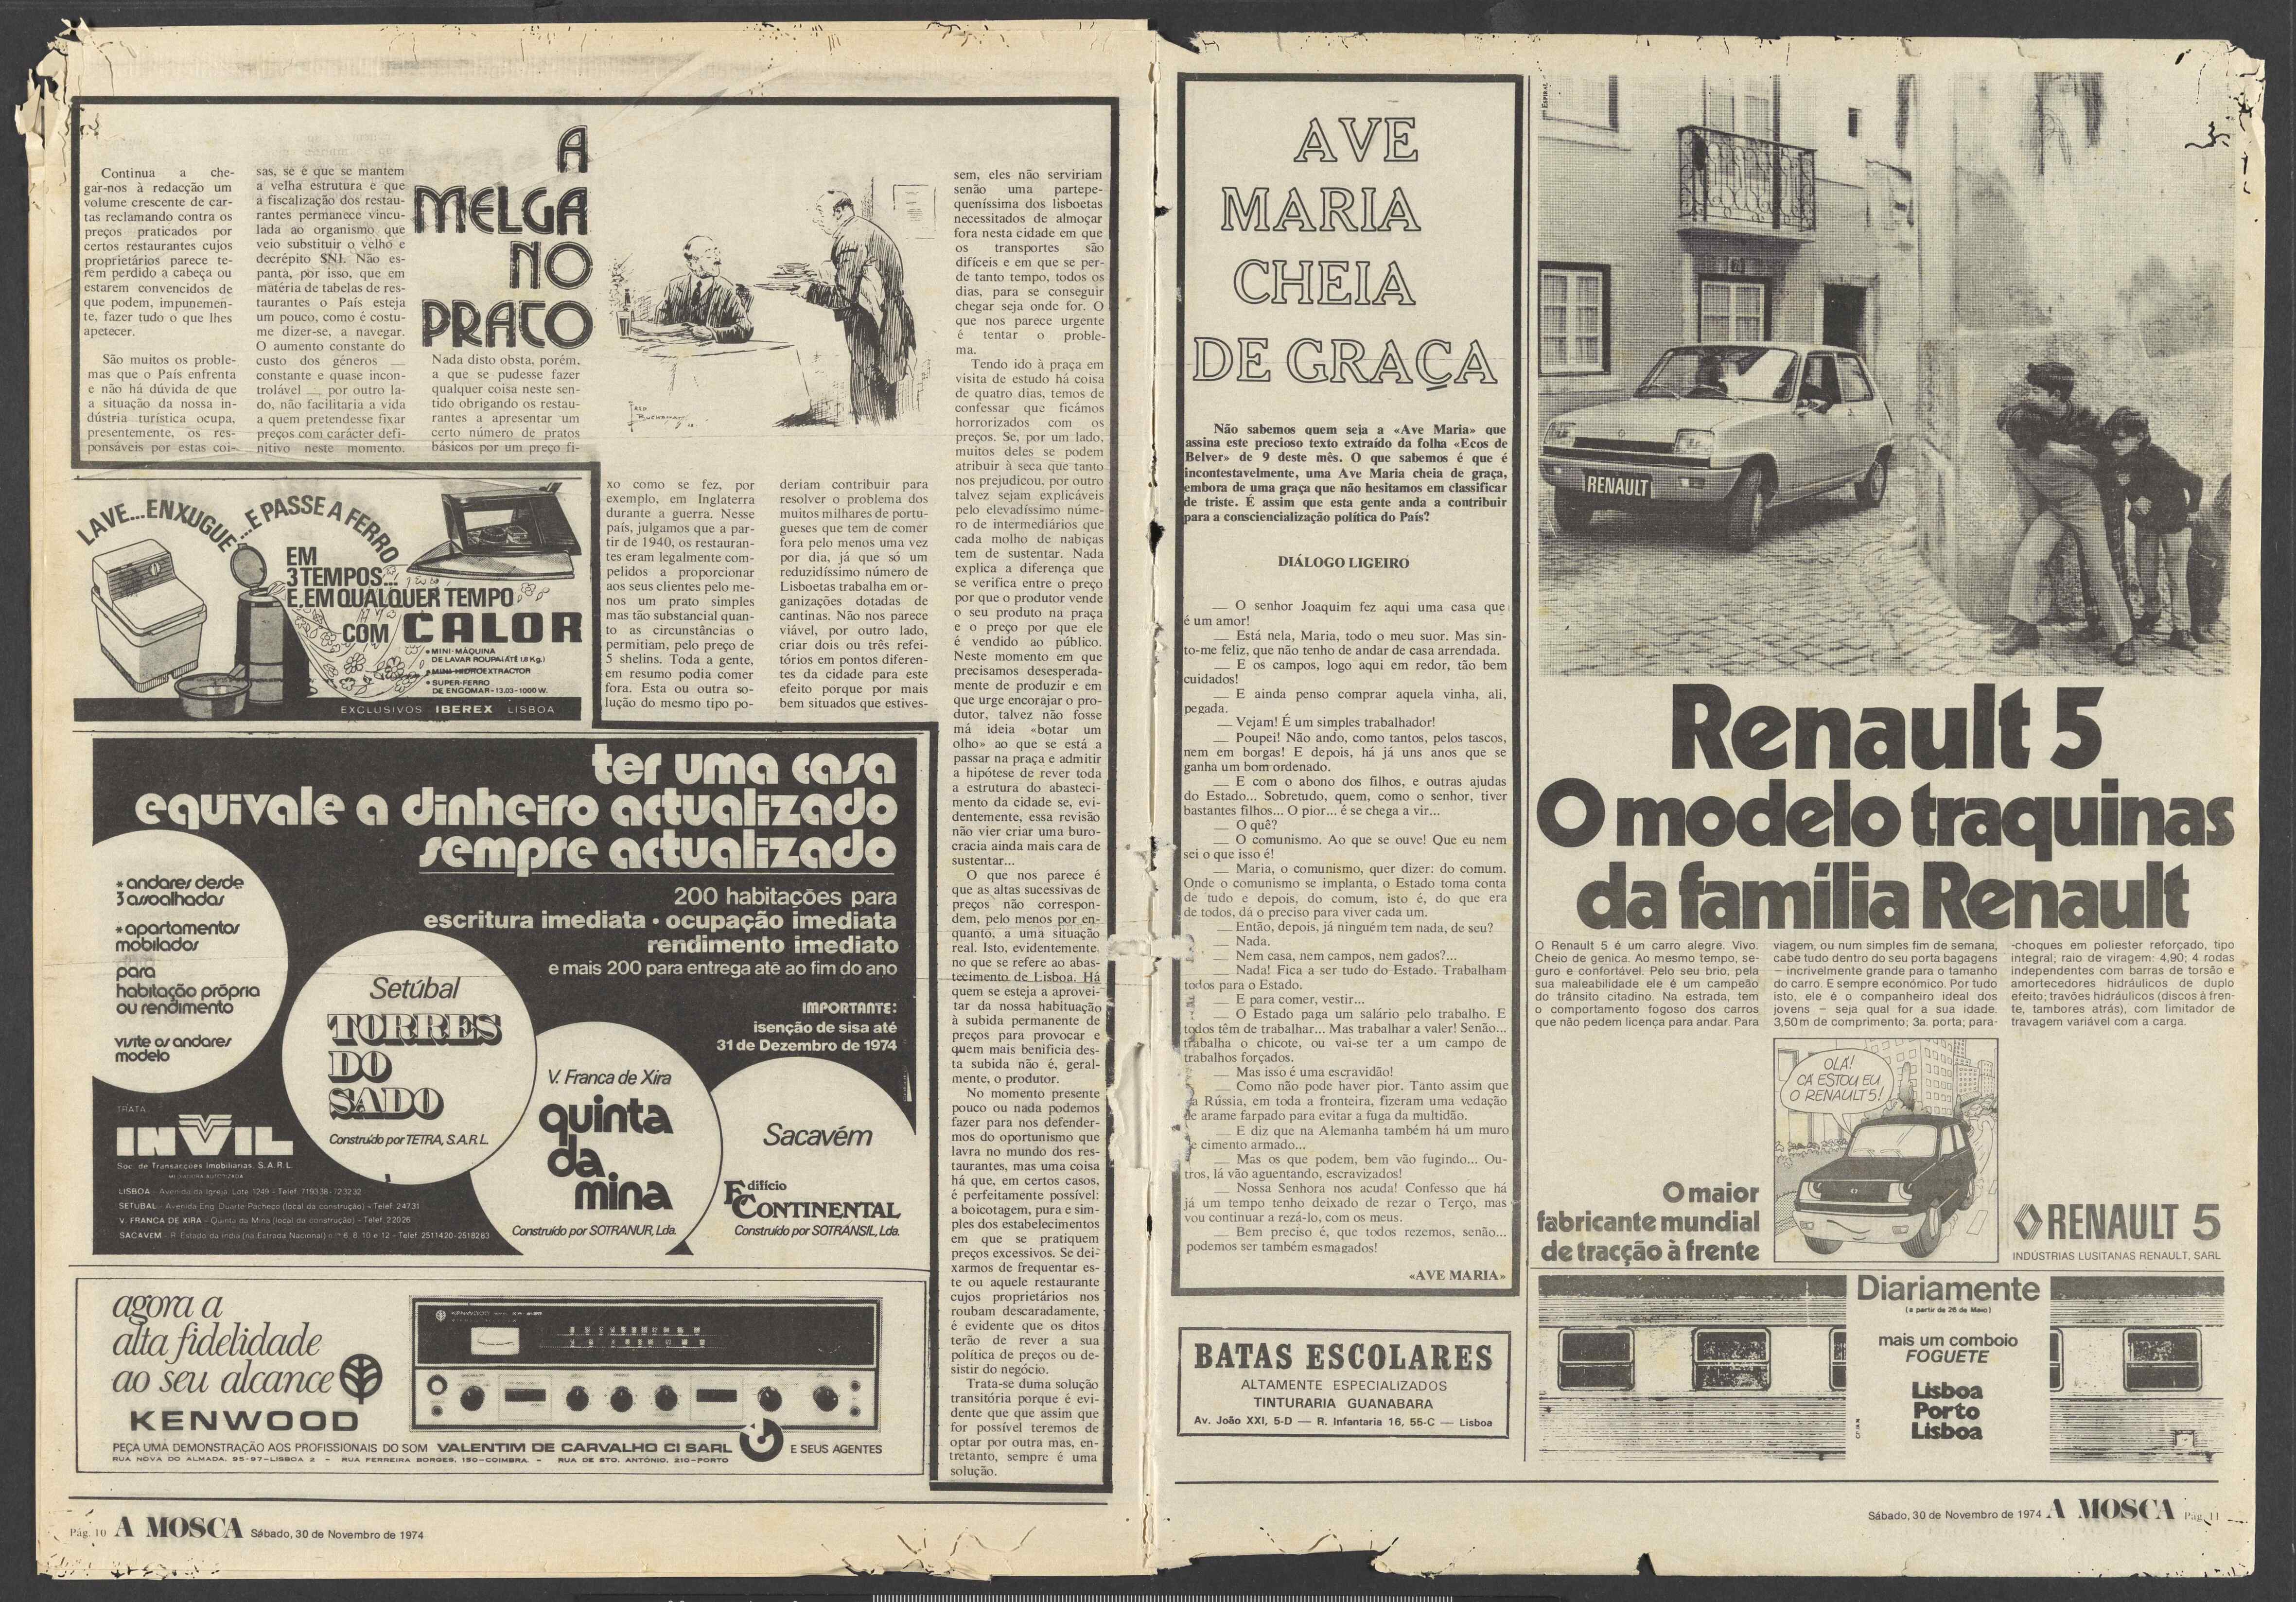 A
MELGA
NO
PRATO
Continua a che-
gar-nos à redacção um
volume crescente de car-
tas reclamando contra os
preços praticados por
certos restaurantes cujos
proprietários parece te-
rem perdido a cabeça ou
estarem convencidos de
que podem, impunemen-
te, fazer tudo o que lhes
apetecer.
São muitos os proble-
mas que o País enfrenta
e não há dúvida de que
a situação da nossa in-
dústria turística ocupa,
presentemente, os res-
ponsáveis por estas coi-
sas, se é que se mantem
a velha estrutura e que
a fiscalização dos restau-
rantes permanece vincu-
lada ao organismo que
veio substituir o velho e
decrépito SNI. Não es-
panta, por isso, que em
matéria de tabelas de res-
taurantes o País esteja
um pouco, como é costu-
me dizer-se, a navegar.
O aumento constante do
custo dos géneros —
constante e quase incon-
trolável — por outro la-
do, não facilitaria a vida
a quem pretendesse fixar
preços com carácter defi-
nitivo neste momento.
Nada disto obsta, porém,
a que se pudesse fazer
qualquer coisa neste sen-
tido obrigando os restau-
rantes a apresentar um
certo número de pratos
básicos por um preço fi-
xo como se fez, por
exemplo, em Inglaterra
durante a guerra. Nesse
país, julgamos que a par-
tir de 1940, os restauran-
tes eram legalmente com-
pelidos a proporcionar
aos seus clientes pelo me-
nos um prato simples
mas tão substancial quan-
to as circunstâncias o
permitiam, pelo preço de
5 shelins. Toda a gente,
em resumo podia comer
fora. Esta ou outra so-
lução do mesmo tipo po-
deriam contribuir para
resolver o problema dos
muitos milhares de portu-
gueses que tem de comer
fora pelo menos uma vez
por dia, já que só um
reduzidíssimo número de
Lisboetas trabalha em or-
ganizações dotadas de
cantinas. Não nos parece
viável, por outro lado,
criar dois ou três refei-
tórios em pontos diferen-
tes da cidade para este
efeito porque por mais
bem situados que estives-
sem, eles não serviriam
senão uma partepe-
queníssima dos lisboetas
necessitados de almoçar
fora nesta cidade em que
os transportes são
difíceis e em que se per-
de tanto tempo, todos os
dias, para se conseguir
chegar seja onde for. O
que nos parece urgente
é tentar o proble-
ma.
Tendo ido à praça em
visita de estudo há coisa
de quatro dias, temos de
confessar que ficámos
horrorizados com os
preços. Se, por um lado,
muitos deles se podem
atribuir à seca que tanto
nos prejudicou, por outro
talvez sejam explicáveis
pelo elevadíssimo núme-
ro de intermediários que
cada molho de nabiças
tem de sustentar. Nada
explica a diferença que
se verifica entre o preço
por que o produtor vende
o seu produto na praça
e o preço por que ele
é vendido ao público.
Neste momento em que
precisamos desesperada-
mente de produzir e em
que urge encorajar o pro-
dutor, talvez não fosse
má ideia «botar um
olho» ao que se está a
passar na praça e admitir
a hipótese de rever toda
a estrutura do abasteci-
mento da cidade se, evi-
dentemente, essa revisão
não vier criar uma buro-
cracia ainda mais cara de
sustentar...
O que nos parece é
que as altas sucessivas de
preços não correspon-
dem, pelo menos por en-
quanto, a uma situação
real. Isto, evidentemente,
no que se refere ao abas-
tecimento de Lisboa. Há
quem se esteja a aprovei-
tar da nossa habituação
à subida permanente de
preços para provocar e
quem mais benificia des-
ta subida não é, geral-
mente, o produtor.
No momento presente
pouco ou nada podemos
fazer para nos defender-
mos do oportunismo que
lavra no mundo dos res-
taurantes, mas uma coisa
há que, em certos casos,
é perfeitamente possível:
a boicotagem, pura e sim-
ples dos estabelecimentos
em que se pratiquem
preços excessivos. Se dei-
xarmos de frequentar es-
te ou aquele restaurante
cujos proprietários nos
roubam descaradamente,
é evidente que os ditos
terão de rever a sua
política de preços ou de-
sistir do negócio.
Trata-se duma solução
transitória porque é evi-
dente que que assim que
for possível teremos de
optar por outra mas, en-
tretanto, sempre é uma
solução.
LAVE...ENXUGUE ...E PASSE A FERRO
EM
3 TEMPOS...
E, EM QUALQUER TEMPO
COM CALOR
• MINI-MÁQUINA
DE LAVAR ROUPA (ATÉ 1,8 Kg.)
• MINI-HIDROEXTRACTOR
• SUPER-FERRO
DE ENGOMAR-13.03-1000 W.
EXCLUSIVOS IBEREX LISBOA
ter uma casa
equivale a dinheiro actualizado
sempre actualizado
200 habitações para
escritura imediata • ocupação imediata
rendimento imediato
e mais 200 para entrega até ao fim do ano
IMPORTANTE:
isenção de sisa até
31 de Dezembro de 1974
* andares desde
3 assoalhadas
* apartamentos
mobilados
para
habitação própria
ou rendimento
visite os andares
modelo
Setúbal
TORRES
DO
SADO
Construído por TETRA, S.A.R.L.
V. Franca de Xira
quinta
da
mina
Construído por SOTRANUR, Lda.
Sacavém
Edifício
CONTINENTAL
Construído por SOTRANSIL, Lda.
TRATA
INVIL
Soc. de Transacções Imobiliárias, S.A.R.L.
MEDIADORA AUTORIZADA
LISBOA - Avenida da Igreja, Lote 1249 - Telef. 719338-723232
SETUBAL - Avenida Eng. Duarte Pacheco (local da construção) - Telef. 24731
V. FRANCA DE XIRA - Quinta da Mina (local da construção) - Telef. 22026
SACAVEM - R. Estado da India (na Estrada Nacional) n.os 6, 8, 10 e 12 - Telef. 2511420-2518283
agora a
alta fidelidade
ao seu alcance
KENWOOD
PEÇA UMA DEMONSTRAÇÃO AOS PROFISSIONAIS DO SOM VALENTIM DE CARVALHO CI SARL E SEUS AGENTES
RUA NOVA DO ALMADA, 95-97-LISBOA 2 - RUA FERREIRA BORGES, 150-COIMBRA. - RUA DE STO. ANTÓNIO, 210-PORTO
Pág. 10 A MOSCA Sábado, 30 de Novembro de 1974
AVE
MARIA
CHEIA
DE GRAÇA
Não sabemos quem seja a «Ave Maria» que
assina este precioso texto extraído da folha «Ecos de
Belver» de 9 deste mês. O que sabemos é que é
incontestavelmente, uma Ave Maria cheia de graça,
embora de uma graça que não hesitamos em classificar
de triste. É assim que esta gente anda a contribuir
para a consciencialização política do País?
DIÁLOGO LIGEIRO
— O senhor Joaquim fez aqui uma casa que
é um amor!
— Está nela, Maria, todo o meu suor. Mas sin-
to-me feliz, que não tenho de andar de casa arrendada.
— E os campos, logo aqui em redor, tão bem
cuidados!
— E ainda penso comprar aquela vinha, ali,
pegada.
— Vejam! É um simples trabalhador!
— Poupei! Não ando, como tantos, pelos tascos,
nem em borgas! E depois, há já uns anos que se
ganha um bom ordenado.
— E com o abono dos filhos, e outras ajudas
do Estado... Sobretudo, quem, como o senhor, tiver
bastantes filhos... O pior... é se chega a vir...
— O quê?
— O comunismo. Ao que se ouve! Que eu nem
sei o que isso é!
— Maria, o comunismo, quer dizer: do comum.
Onde o comunismo se implanta, o Estado toma conta
de tudo e depois, do comum, isto é, do que era
de todos, dá o preciso para viver cada um.
— Então, depois, já ninguém tem nada, de seu?
— Nada.
— Nem casa, nem campos, nem gados?...
— Nada! Fica a ser tudo do Estado. Trabalham
todos para o Estado.
— E para comer, vestir...
— O Estado paga um salário pelo trabalho. E
todos têm de trabalhar... Mas trabalhar a valer! Senão...
trabalha o chicote, ou vai-se ter a um campo de
trabalhos forçados.
— Mas isso é uma escravidão!
— Como não pode haver pior. Tanto assim que
a Rússia, em toda a fronteira, fizeram uma vedação
de arame farpado para evitar a fuga da multidão.
— E diz que na Alemanha também há um muro
e cimento armado...
— Mas os que podem, bem vão fugindo... Ou-
tros, lá vão aguentando, escravizados!
— Nossa Senhora nos acuda! Confesso que há
já um tempo tenho deixado de rezar o Terço, mas
vou continuar a rezá-lo, com os meus.
— Bem preciso é, que todos rezemos, senão...
podemos ser também esmagados!
«AVE MARIA»
BATAS ESCOLARES
ALTAMENTE ESPECIALIZADOS
TINTURARIA GUANABARA
Av. João XXI, 5-D — R. Infantaria 16, 55-C — Lisboa
ESPIRAL
RENAULT
Renault 5
O modelo traquinas
da família Renault
O Renault 5 é um carro alegre. Vivo.
Cheio de genica. Ao mesmo tempo, se-
guro e confortável. Pelo seu brio, pela
sua maleabilidade ele é um campeão
do trânsito citadino. Na estrada, tem
o comportamento fogoso dos carros
que não pedem licença para andar. Para
viagem, ou num simples fim de semana,
cabe tudo dentro do seu porta bagagens
— incrivelmente grande para o tamanho
do carro. E sempre económico. Por tudo
isto, ele é o companheiro ideal dos
jovens — seja qual for a sua idade.
3,50 m de comprimento; 3a. porta; para-
-choques em poliester reforçado, tipo
integral; raio de viragem: 4,90; 4 rodas
independentes com barras de torsão e
amortecedores hidráulicos de duplo
efeito; travões hidráulicos (discos à fren-
te, tambores atrás), com limitador de
travagem variável com a carga.
OLÁ!
CÁ ESTOU EU,
O RENAULT 5!
O maior
fabricante mundial
de tracção à frente
RENAULT 5
INDÚSTRIAS LUSITANAS RENAULT, SARL
Diariamente
(a partir de 26 de Maio)
mais um comboio
FOGUETE
Lisboa
Porto
Lisboa
Sábado, 30 de Novembro de 1974 A MOSCA Pág. 11